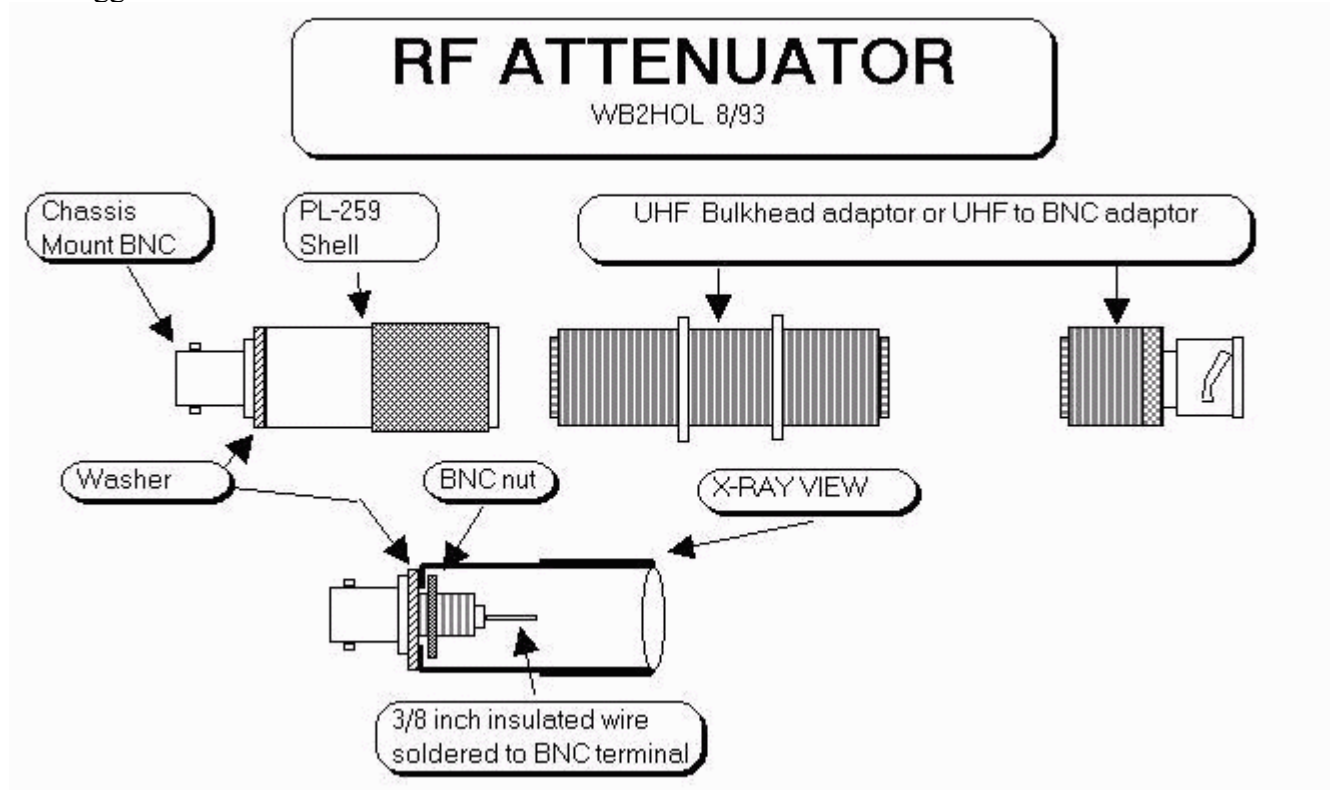 RF ATTENUATOR
WB2HOL 8/93
Chassis
Mount BNC
PL-259
Shell
UHF Bulkhead adaptor or UHF to BNC adaptor
Washer
BNC nut
X-RAY VIEW
3/8 inch insulated wire
soldered to BNC terminal